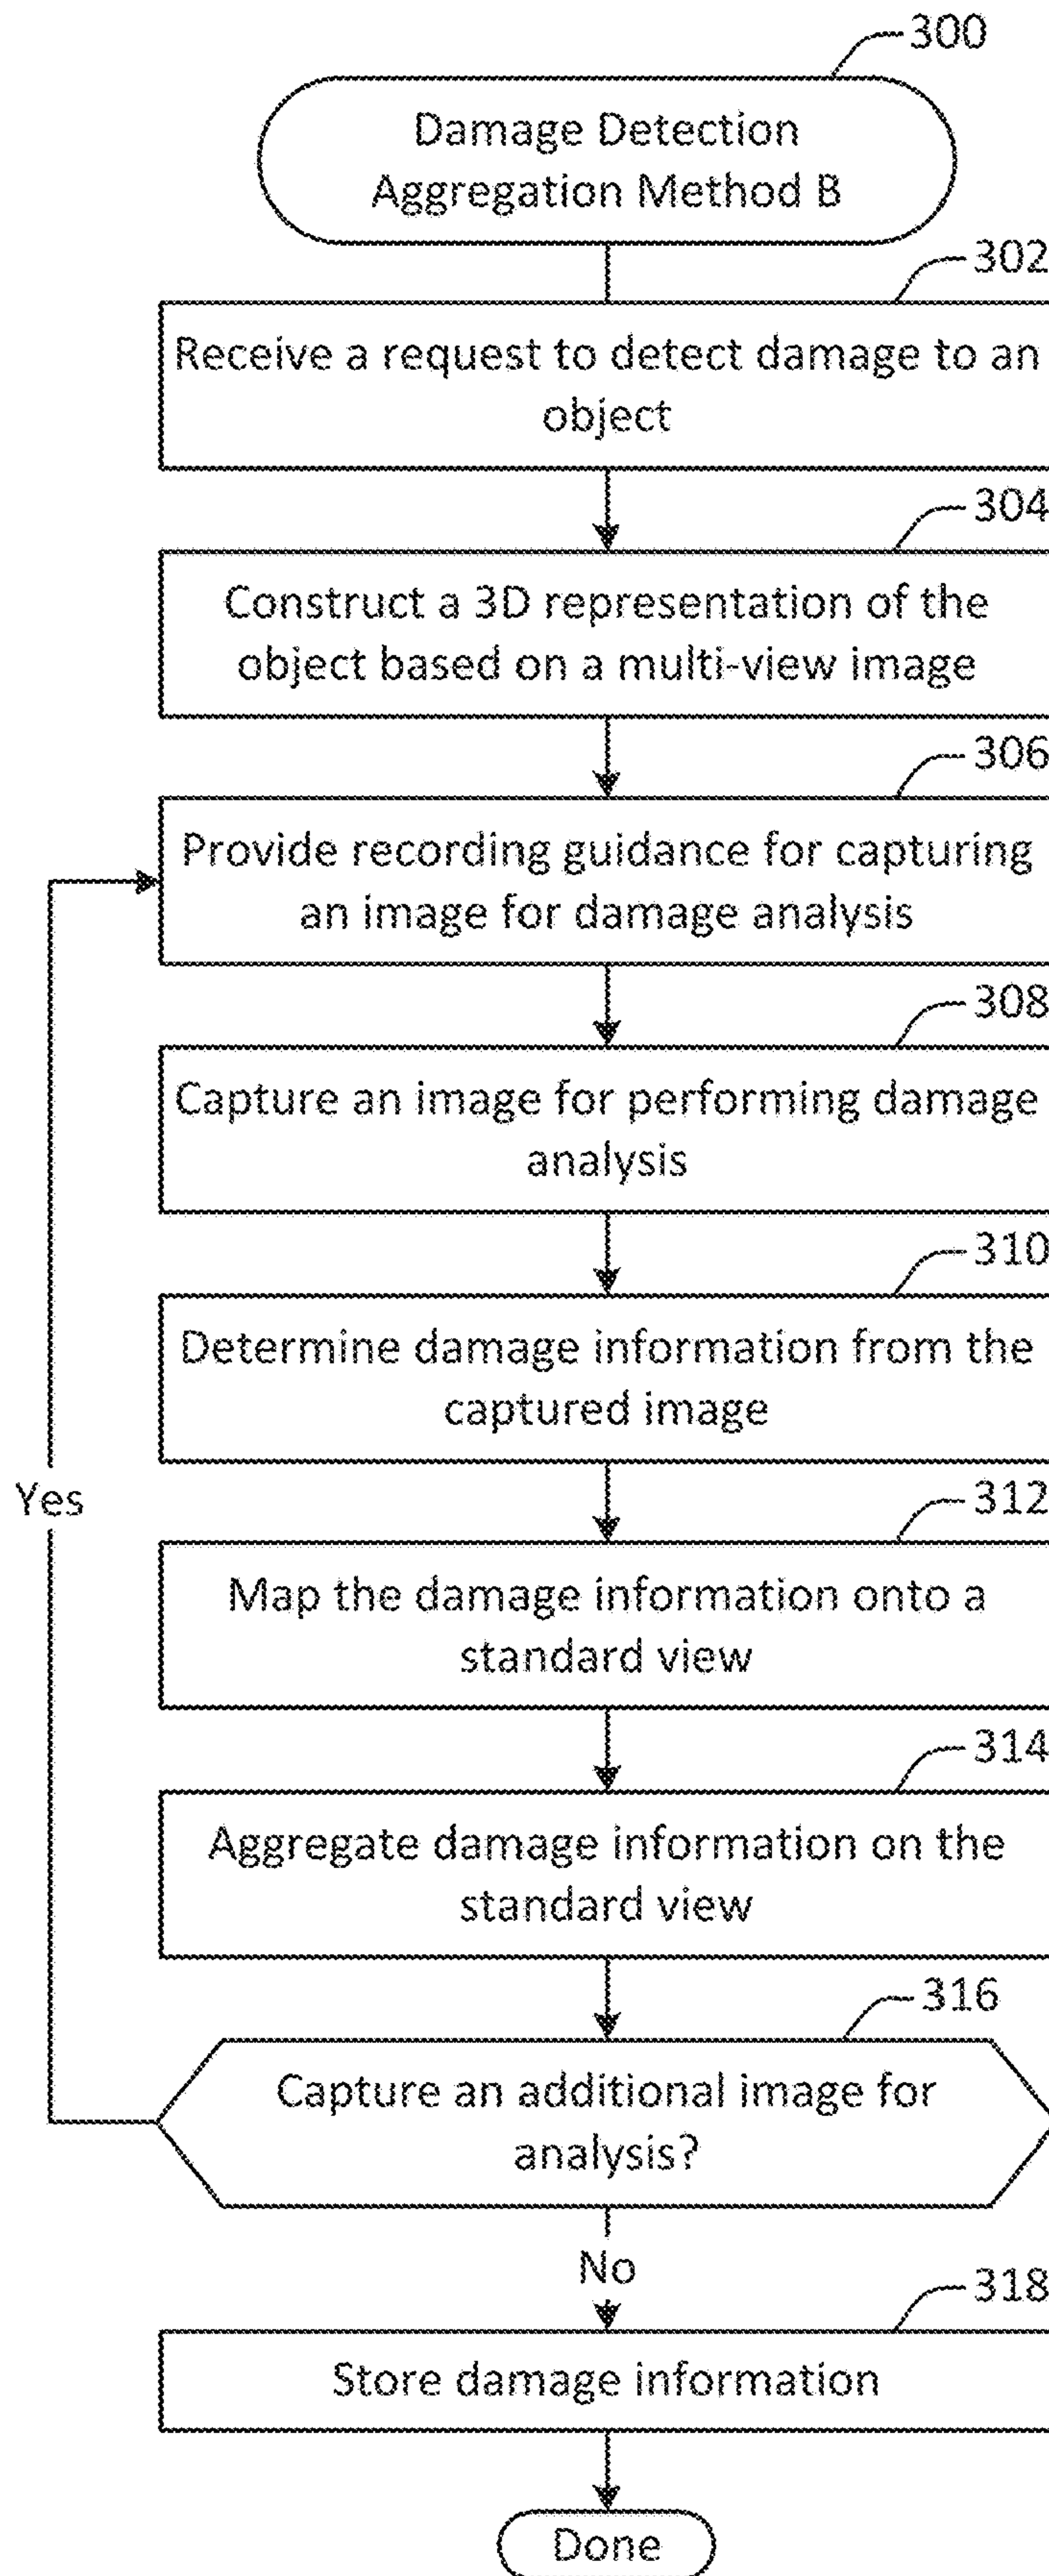 300
Damage Detection
Aggregation Method B
302
Receive a request to detect damage to an
object
304
Construct a 3D representation of the
object based on a multi-view image
306
Provide recording guidance for capturing
an image for damage analysis
308
Capture an image for performing damage
analysis
310
Determine damage information from the
captured image
Yes
312
Map the damage information onto a
standard view
314
Aggregate damage information on the
standard view
316
Capture an additional image for
analysis?
No
318
Store damage information
Done